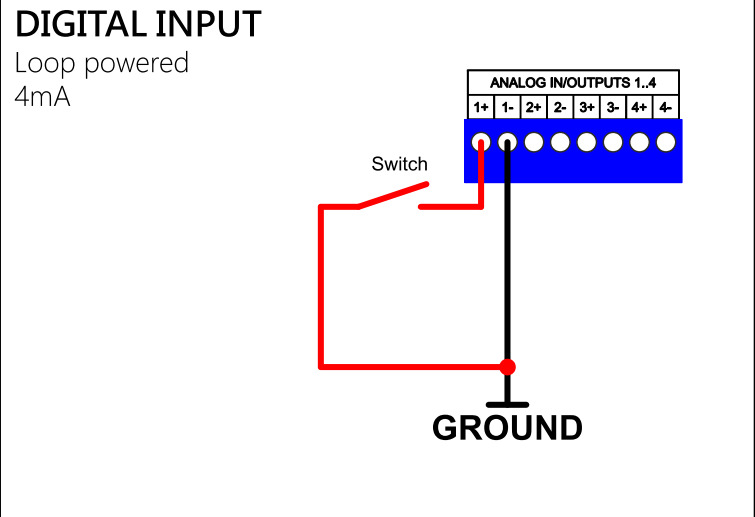 DIGITAL INPUT
Loop powered
4mA
ANALOG IN/OUTPUTS 1..4
1+ 1- 2+ 2- 3+ 3- 4+ 4-
Switch
GROUND